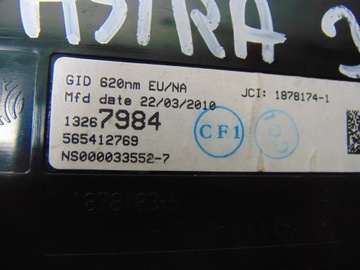 ASTRA J
GID 620nm EU/NA
JCI: 1878174-1
Mfd date 22/03/2010
13267984
CF1
565412769
NS000033552-7